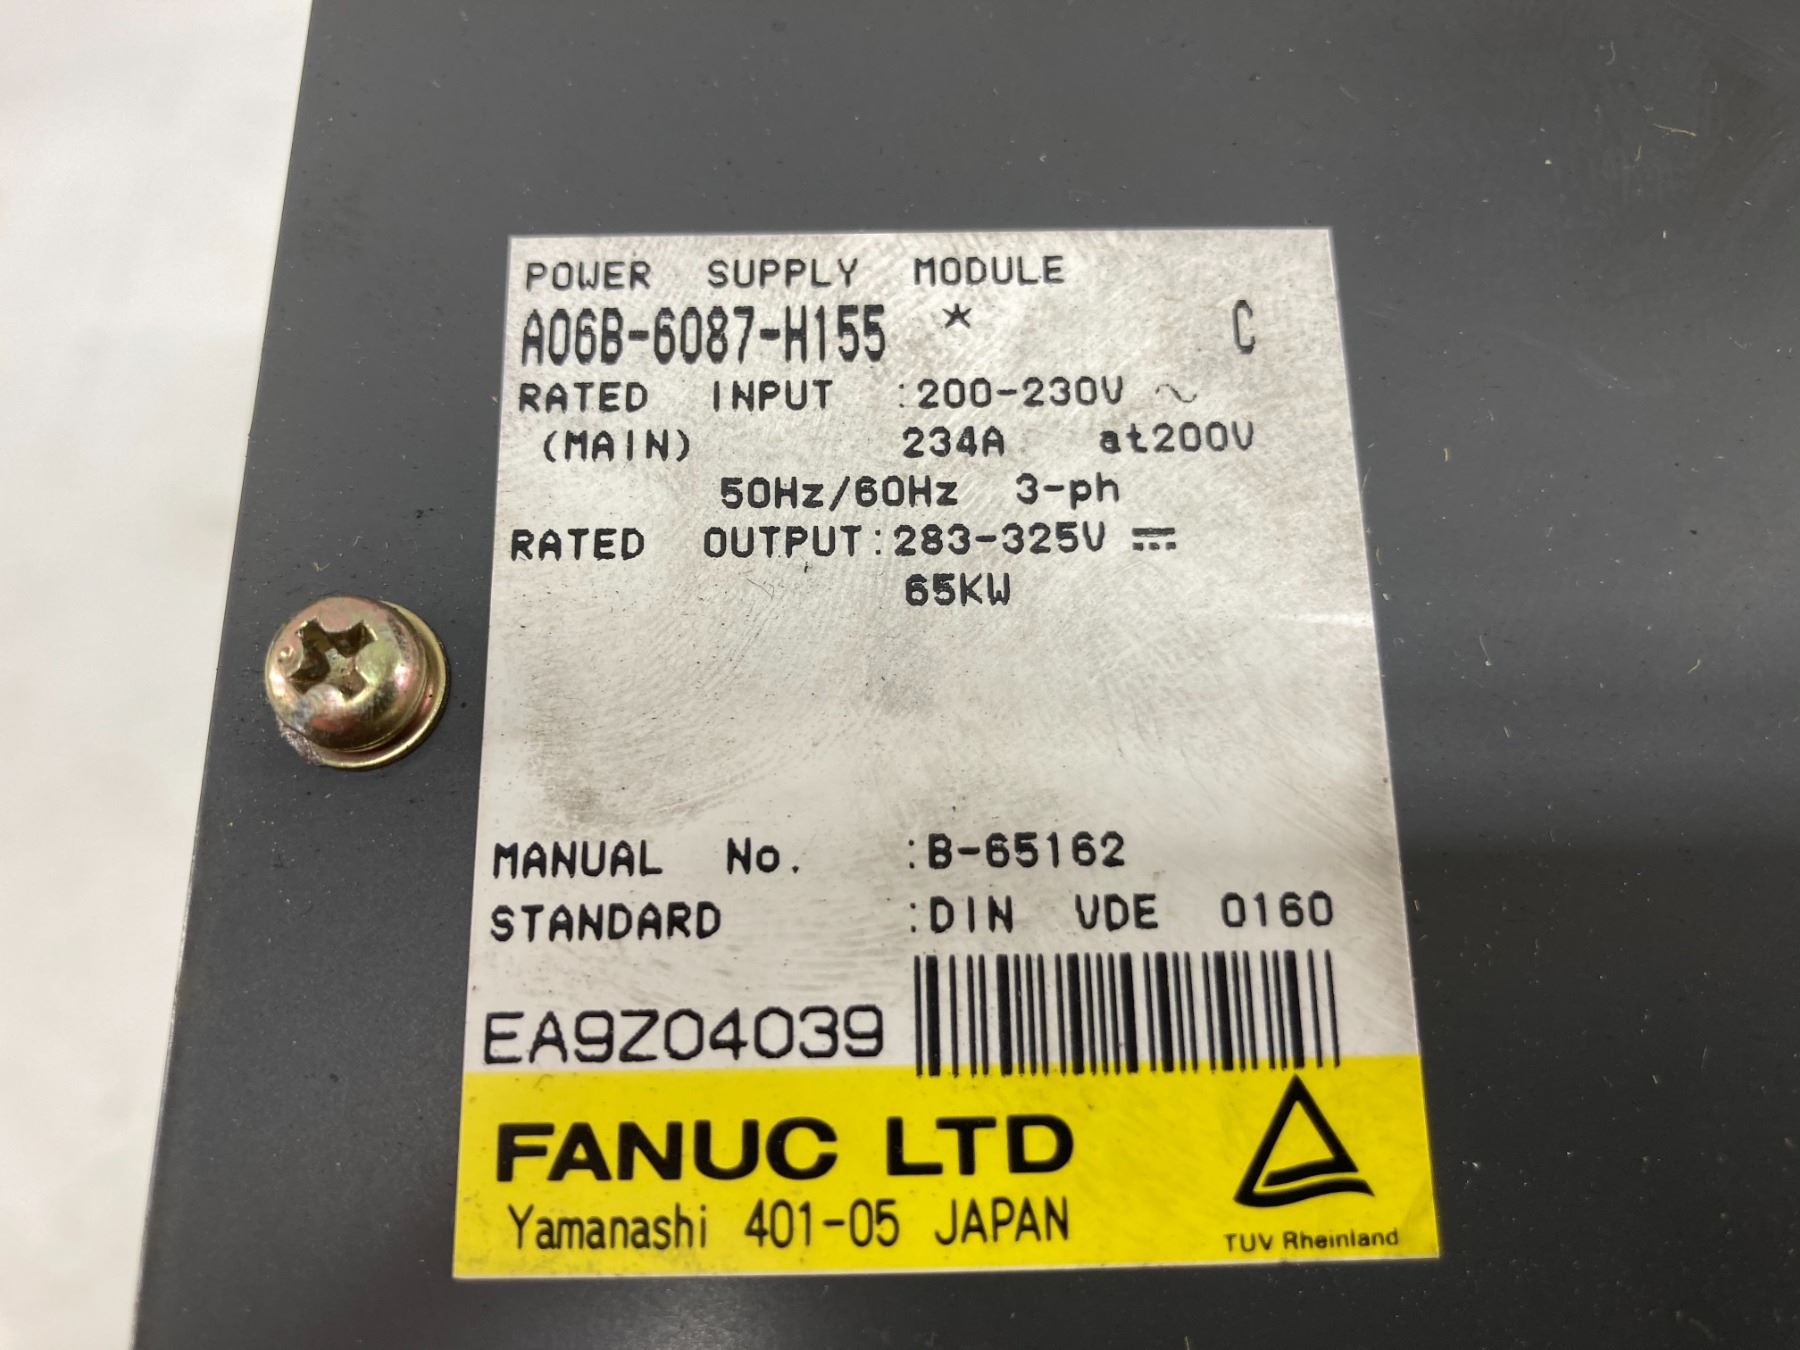 POWER SUPPLY MODULE
A06B-6087-H155 * C
RATED INPUT :200-230V ~
(MAIN) 234A at200V
50Hz/60Hz 3-ph
RATED OUTPUT:283-325V ⎓
65KW
MANUAL No. :B-65162
STANDARD :DIN VDE 0160
EA9Z04039
FANUC LTD
Yamanashi 401-05 JAPAN
TUV Rheinland